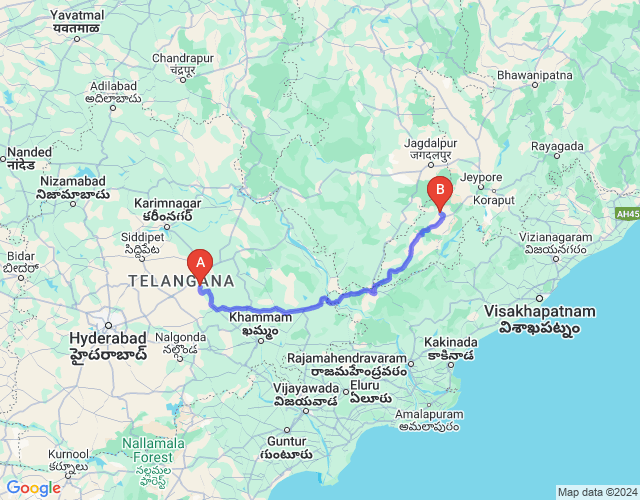 Yavatmal
यवतमाळ
Chandrapur
चंद्रपूर
Bhawanipatna
Adilabad
అదిలాబాదు
Jagdalpur
जगदलपुर
Rayagada
Nanded
नांदेड
Nizamabad
నిజామాబాదు
B
Jeypore
Koraput
Karimnagar
కరీంనగర్
AH45
Siddipet
సిద్దిపేట
Vizianagaram
విజయనగరం
Bidar
ಬೀದರ್
A
TELANGANA
Visakhapatnam
విశాఖపట్నం
Khammam
ఖమ్మం
Hyderabad
హైదరాబాద్
Nalgonda
నల్గొండ
Kakinada
కాకినాడ
Rajamahendravaram
రాజమహేంద్రవరం
Eluru
ఏలూరు
Vijayawada
విజయవాడ
Amalapuram
అమలాపురం
Guntur
గుంటూరు
Nallamala
Forest
నల్లమల
ఫారెస్ట్
Kurnool
కర్నూలు
Google
Map data ©2024